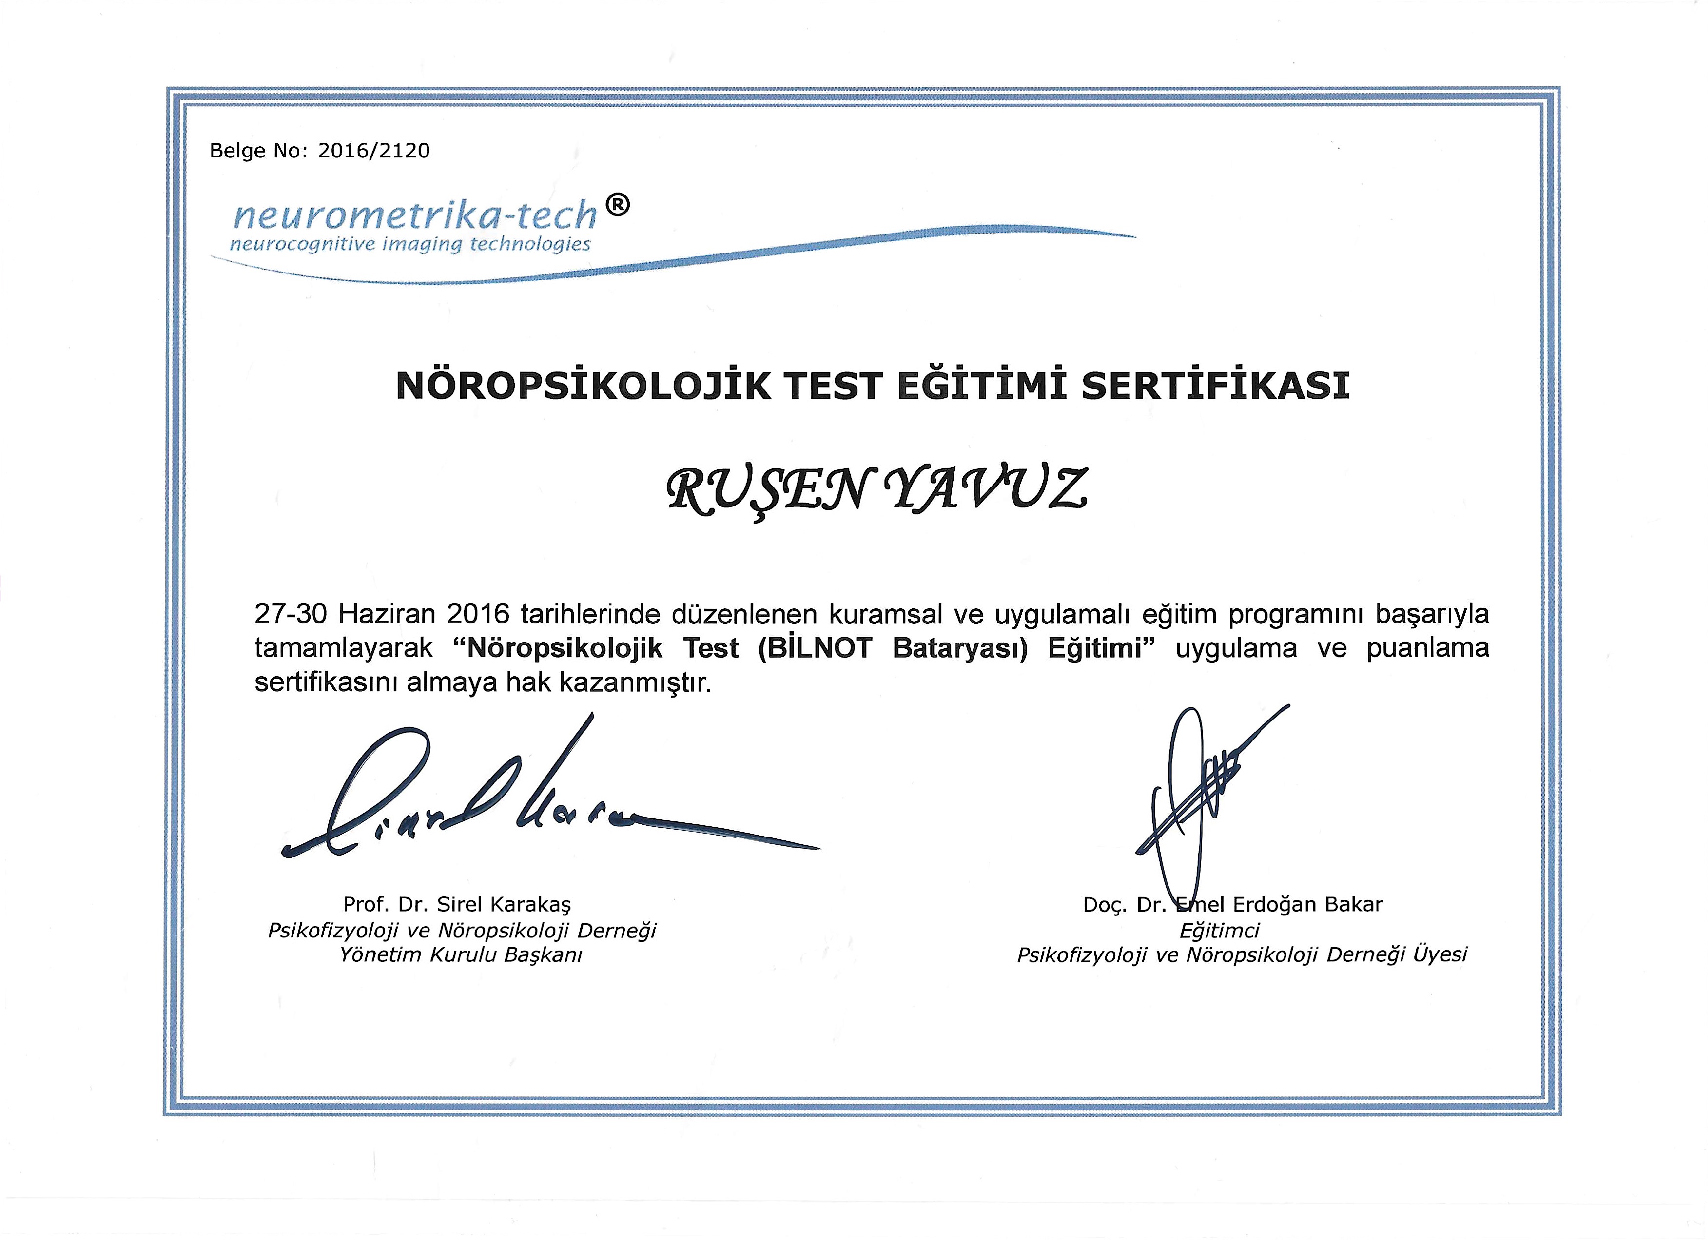 Belge No: 2016/2120
neurometrika-tech®
neurocognitive imaging technologies
NÖROPSİKOLOJİK TEST EĞİTİMİ SERTİFİKASI
RUŞEN YAVUZ
27-30 Haziran 2016 tarihlerinde düzenlenen kuramsal ve uygulamalı eğitim programını başarıyla
tamamlayarak “Nöropsikolojik Test (BİLNOT Bataryası) Eğitimi” uygulama ve puanlama
sertifikasını almaya hak kazanmıştır.
Prof. Dr. Sirel Karakaş
Psikofizyoloji ve Nöropsikoloji Derneği
Yönetim Kurulu Başkanı
Doç. Dr. Emel Erdoğan Bakar
Eğitimci
Psikofizyoloji ve Nöropsikoloji Derneği Üyesi